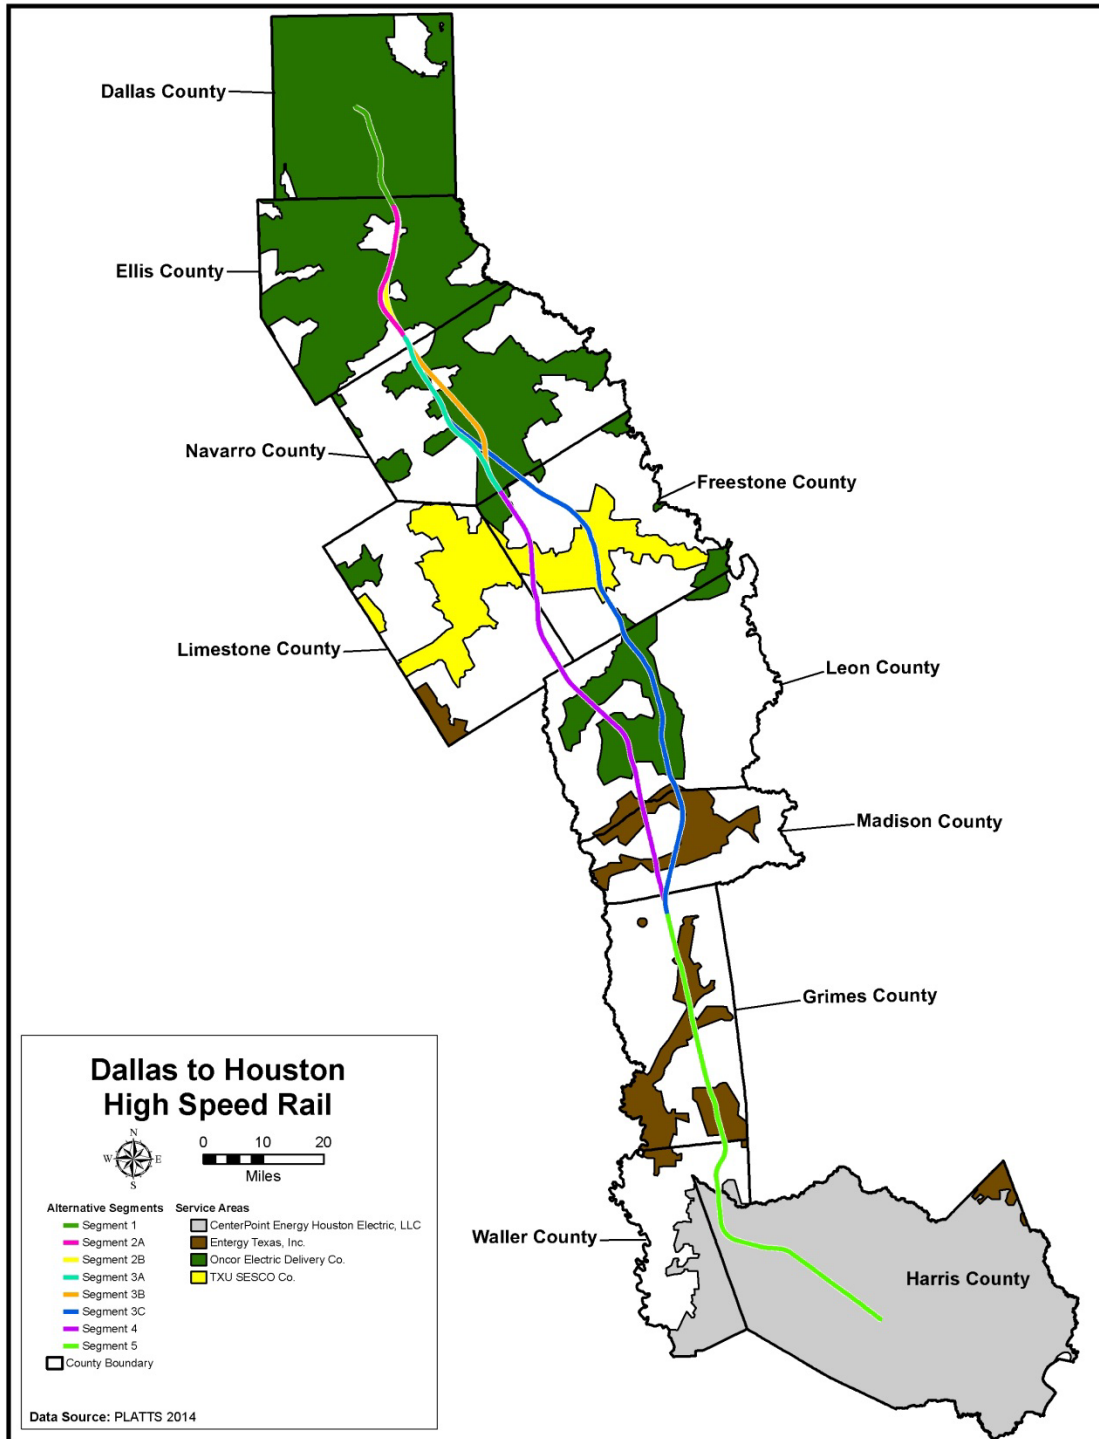 Dallas County
Ellis County
Navarro County
Freestone County
Limestone County
Leon County
Madison County
Grimes County
Waller County
Harris County
Dallas to Houston
High Speed Rail
N
W E
S
0 10 20
Miles
Alternative Segments
Segment 1
Segment 2A
Segment 2B
Segment 3A
Segment 3B
Segment 3C
Segment 4
Segment 5
County Boundary
Service Areas
CenterPoint Energy Houston Electric, LLC
Entergy Texas, Inc.
Oncor Electric Delivery Co.
TXU SESCO Co.
Data Source: PLATTS 2014